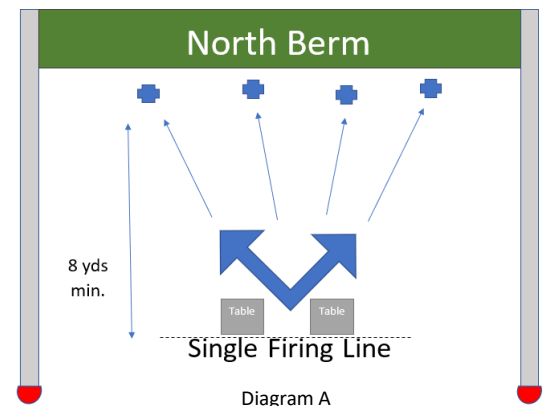 North Berm
8 yds
min.
Table
Table
Single Firing Line
Diagram A